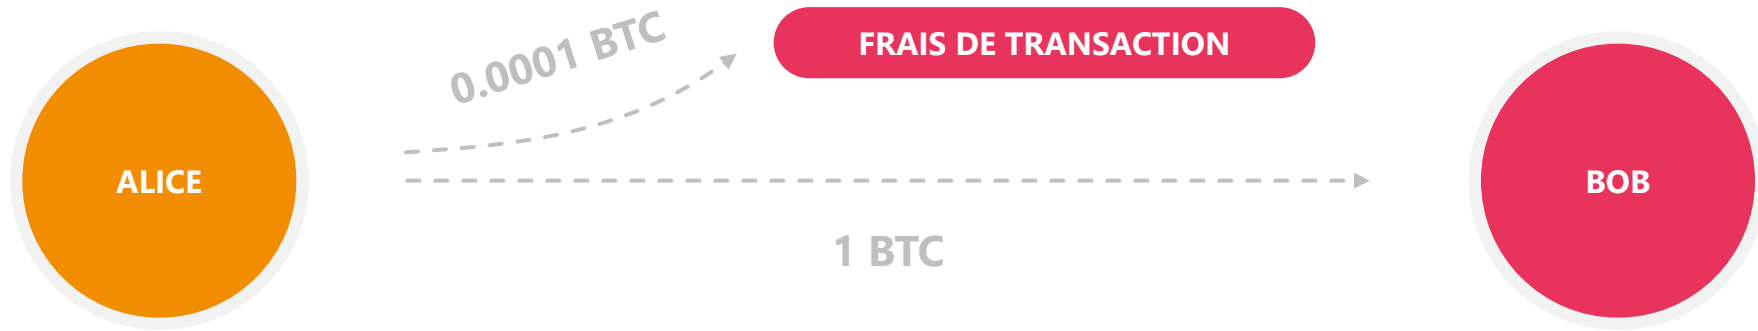 0.0001 BTC
FRAIS DE TRANSACTION
ALICE
BOB
1 BTC